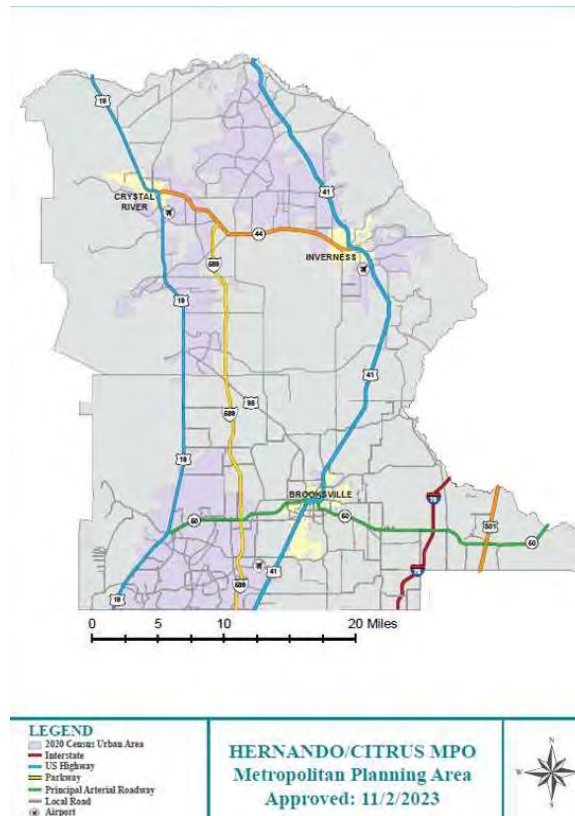 19
41
CRYSTAL
RIVER
44
INVERNESS
589
19
41
98
589
19
BROOKSVILLE
50
50
301
50
41
589
19
0 5 10 20 Miles
LEGEND
2020 Census Urban Area
Interstate
US Highway
Parkway
Principal Arterial Roadway
Local Road
Airport
HERNANDO/CITRUS MPO
Metropolitan Planning Area
Approved: 11/2/2023
N
W
E
S